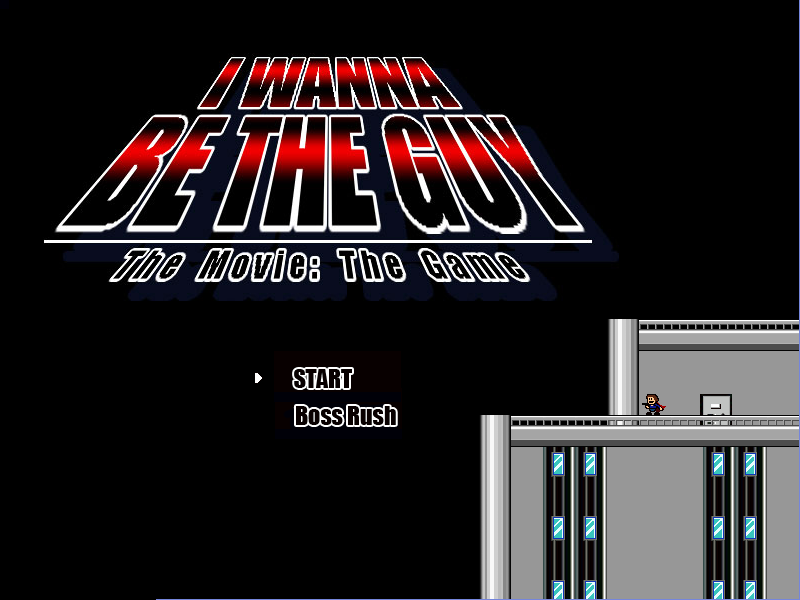 I WANNA
BE THE GUY
The Movie: The Game
START
Boss Rush